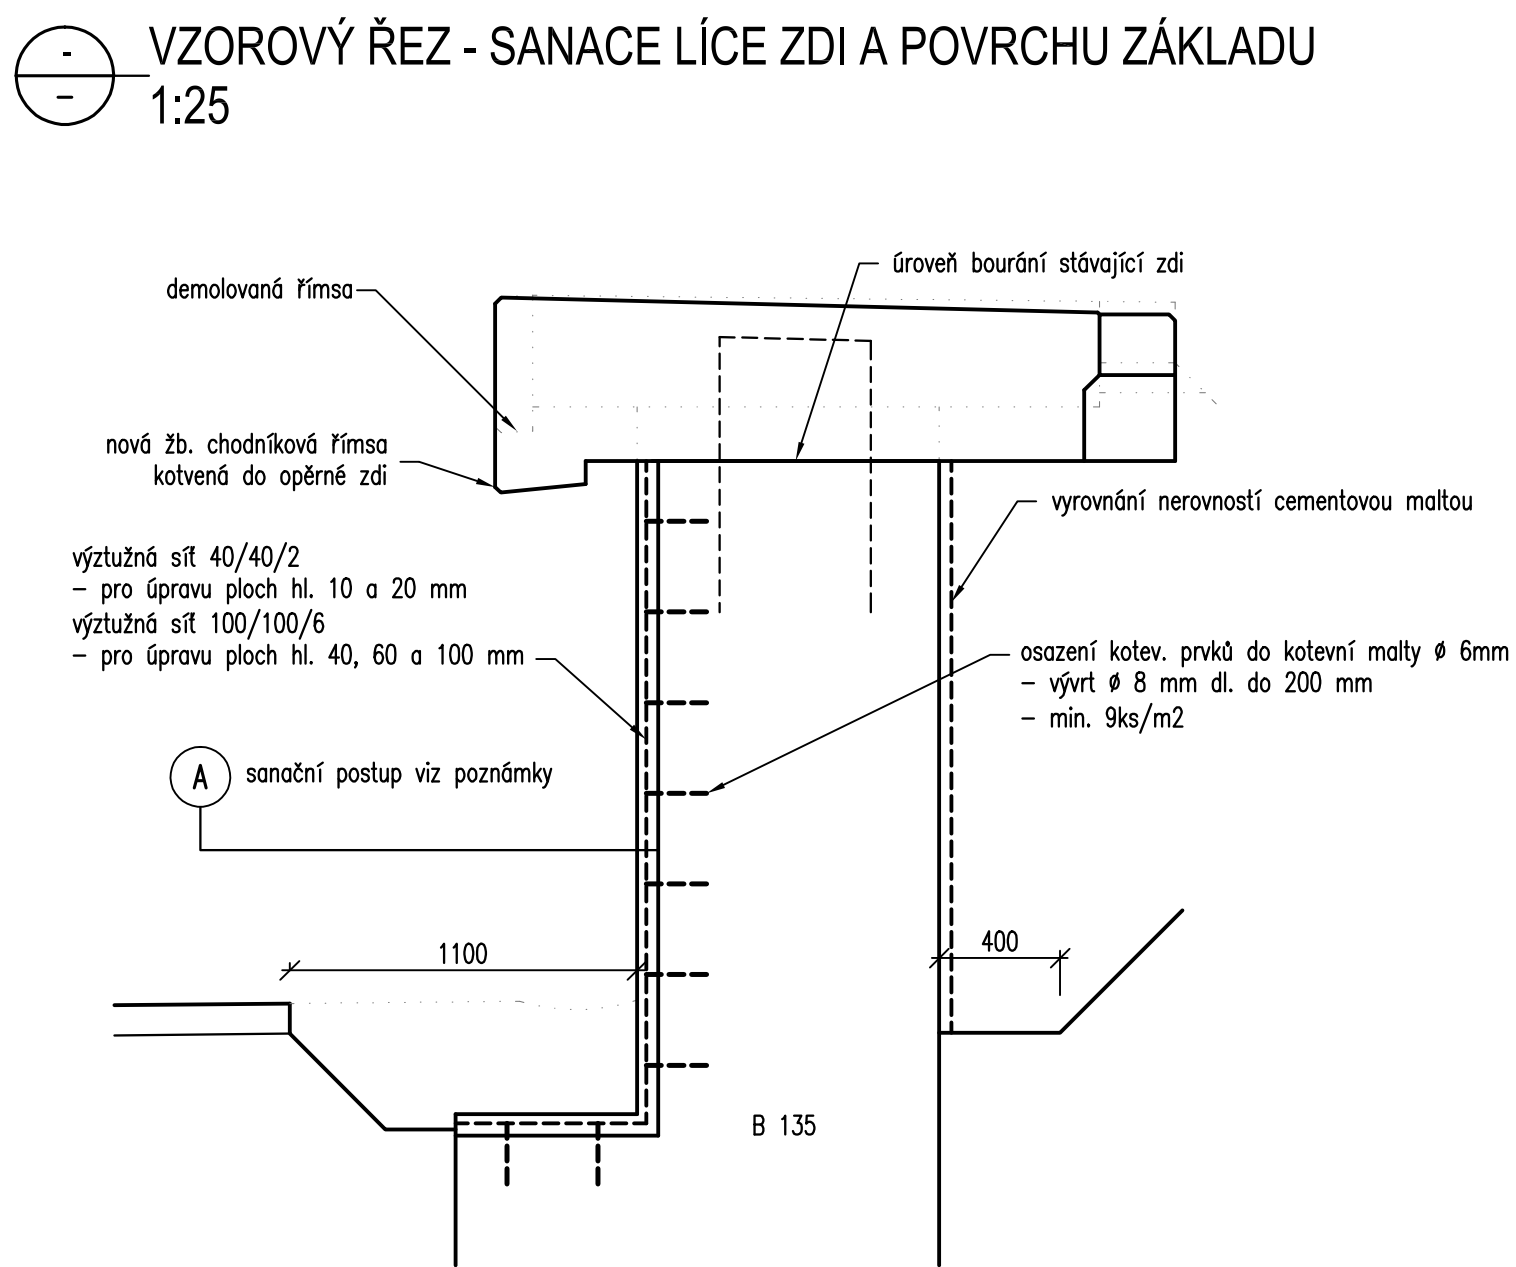 -
-
VZOROVÝ ŘEZ - SANACE LÍCE ZDI A POVRCHU ZÁKLADU
1:25
úroveň bourání stávající zdi
demolovaná římsa
nová žb. chodníková římsa
kotvená do opěrné zdi
vyrovnání nerovností cementovou maltou
výztužná síť 40/40/2
- pro úpravu ploch hl. 10 a 20 mm
výztužná síť 100/100/6
- pro úpravu ploch hl. 40, 60 a 100 mm
osazení kotev. prvků do kotevní malty ø 6mm
- vývrt ø 8 mm dl. do 200 mm
- min. 9ks/m2
A
sanační postup viz poznámky
1100
400
B 135